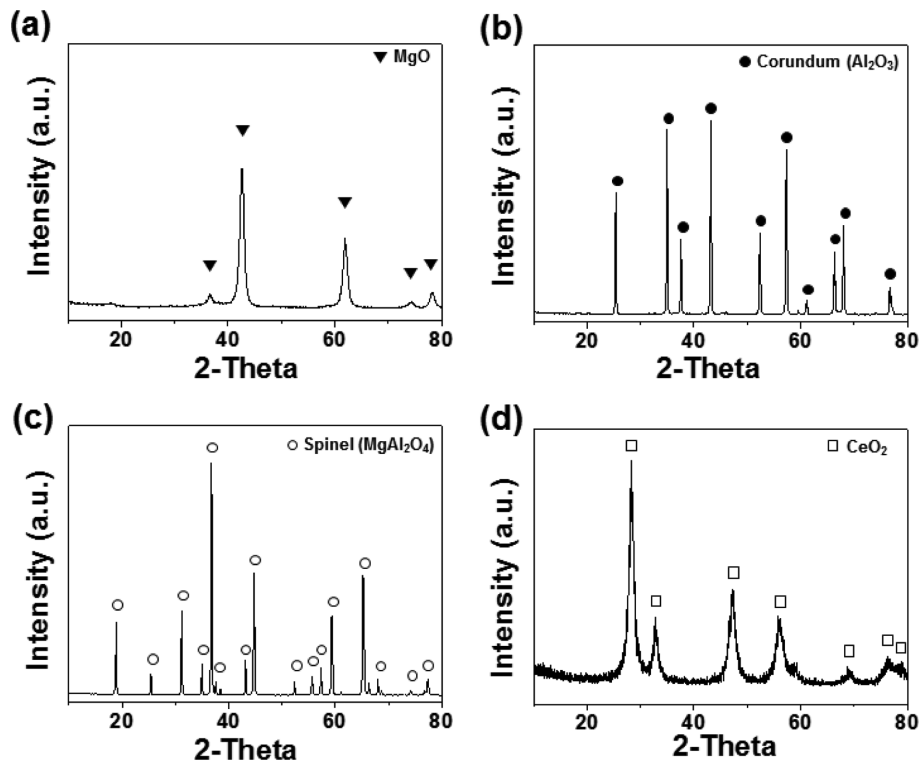 (a)
▼ MgO
Intensity (a.u.)
20 40 60 80
2-Theta
(b)
● Corundum (Al₂O₃)
Intensity (a.u.)
20 40 60 80
2-Theta
(c)
○ Spinel (MgAl₂O₄)
Intensity (a.u.)
20 40 60 80
2-Theta
(d)
□ CeO₂
Intensity (a.u.)
20 40 60 80
2-Theta